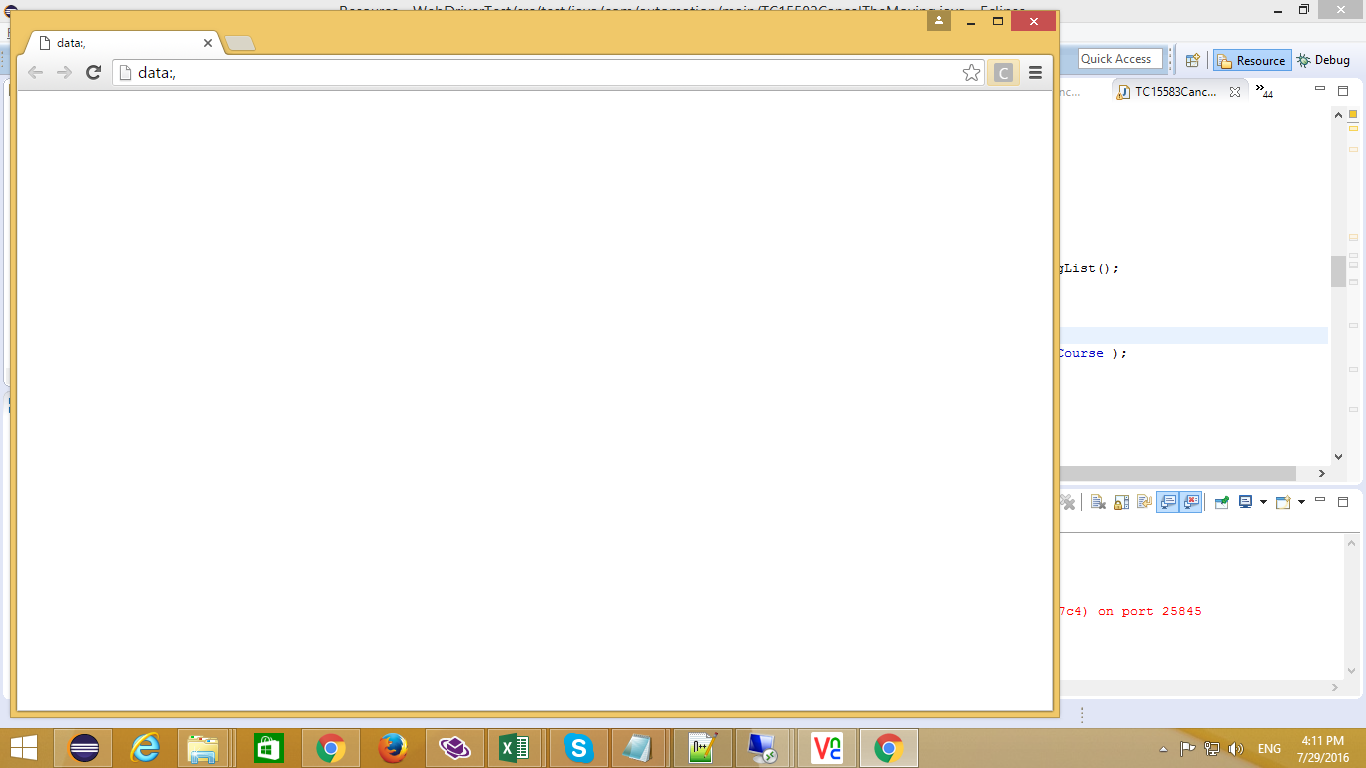 Resource - WebDriverTest/src/test/java/com/automation/main/TC15583CancelTheMoving.java - Eclipse
data:,
data:,
C
Quick Access
Resource
Debug
nc...
TC15583Canc...
»44
gList();
Course );
7c4) on port 25845
ENG
4:11 PM
7/29/2016